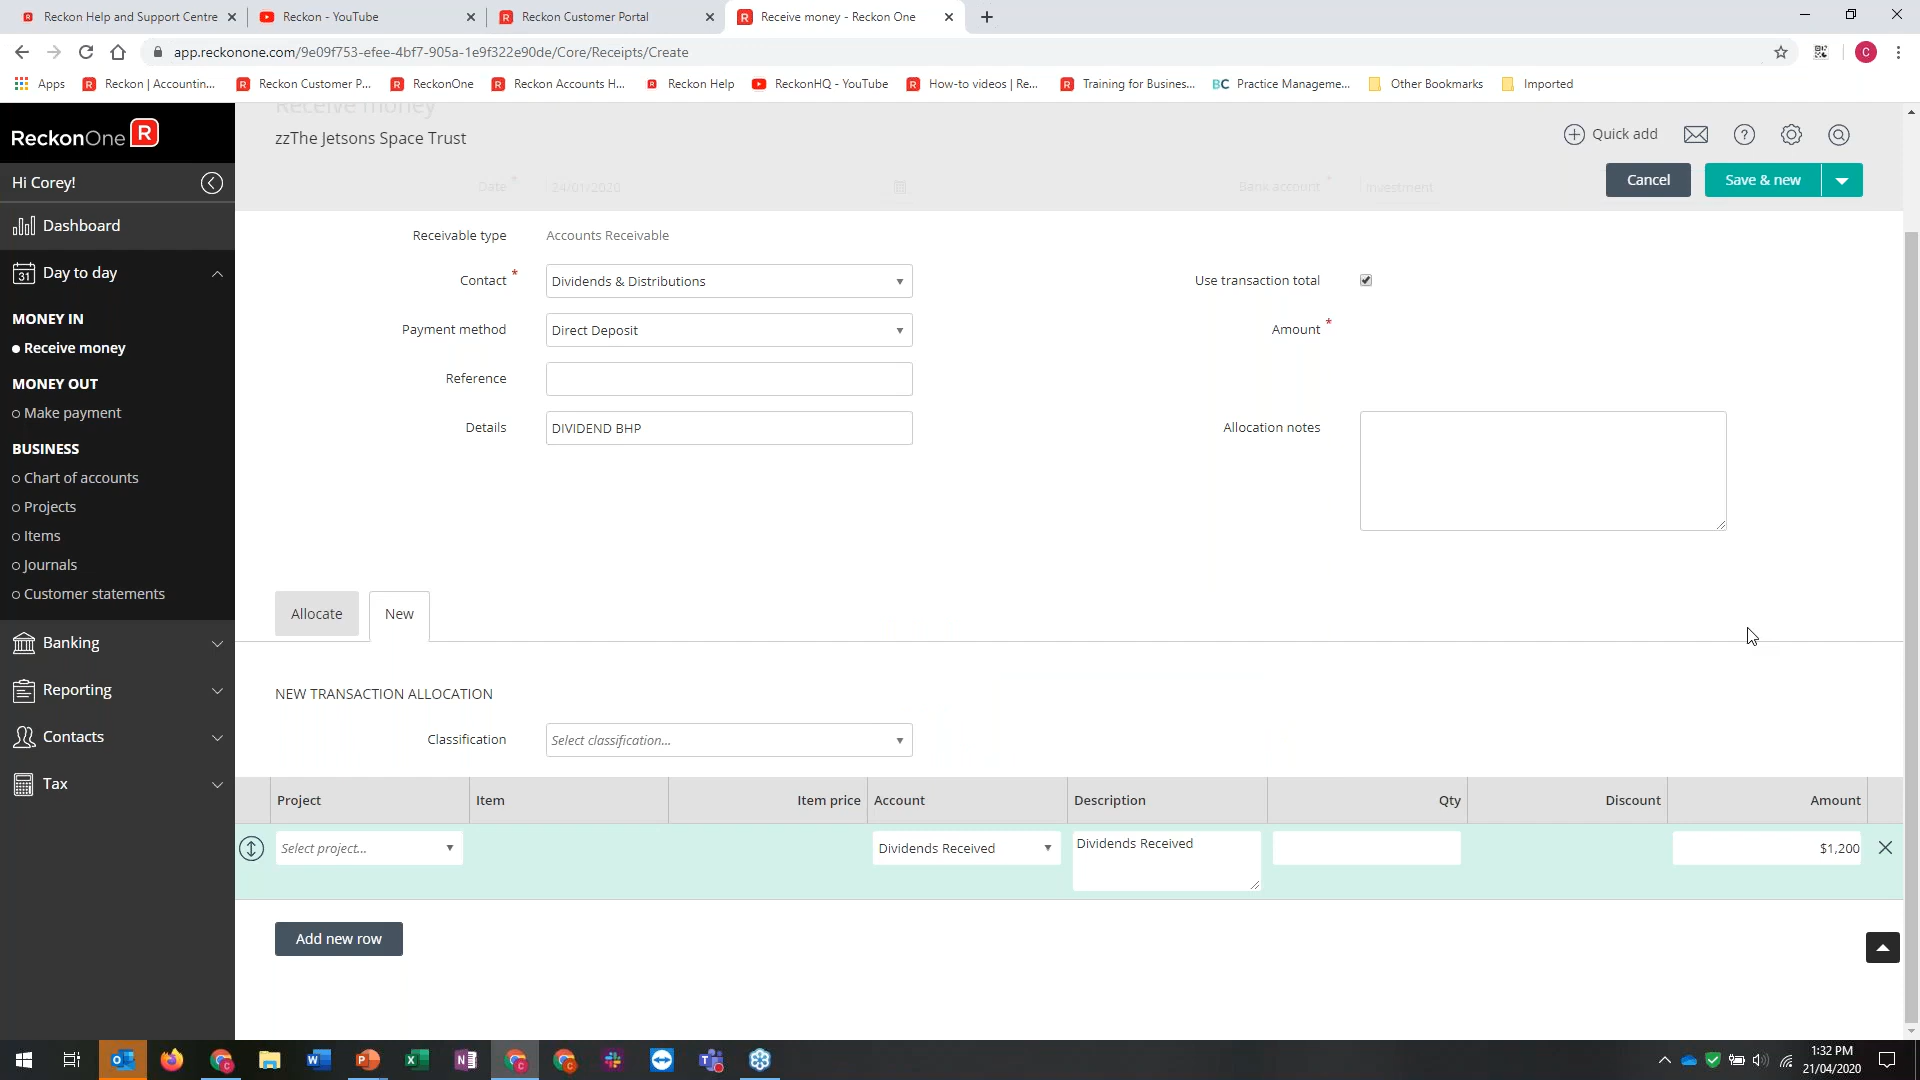 Reckon Help and Support Centre
Reckon - YouTube
Reckon Customer Portal
Receive money - Reckon One
app.reckonone.com/9e09f753-efee-4bf7-905a-1e9f322e90de/Core/Receipts/Create
C
Apps
Reckon | Accountin...
Reckon Customer P...
ReckonOne
Reckon Accounts H...
Reckon Help
ReckonHQ - YouTube
How-to videos | Re...
Training for Busines...
BC Practice Manageme...
Other Bookmarks
Imported
ReckonOne R
Receive money
zzThe Jetsons Space Trust
Quick add
Hi Corey!
Date * 24/01/2020
Bank account * Investment
Cancel
Save & new
Dashboard
Receivable type Accounts Receivable
Day to day
Contact * Dividends & Distributions
Use transaction total
MONEY IN
Payment method Direct Deposit
Amount *
Receive money
MONEY OUT
Reference
Make payment
Details DIVIDEND BHP
Allocation notes
BUSINESS
Chart of accounts
Projects
Items
Journals
Customer statements
Allocate
New
Banking
Reporting
NEW TRANSACTION ALLOCATION
Contacts
Classification Select classification...
Tax
Project Item Item price Account Description Qty Discount Amount
Select project... Dividends Received Dividends Received $1,200
Add new row
1:32 PM
21/04/2020